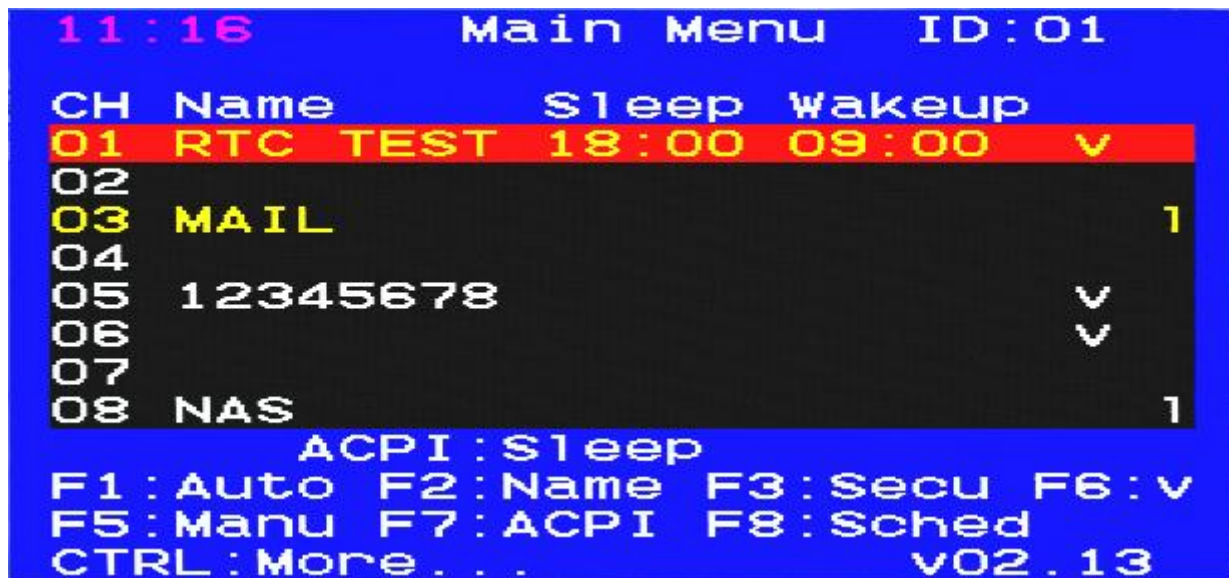 11:16 Main Menu ID:01
CH Name Sleep Wakeup
01 RTC TEST 18:00 09:00 v
02
03 MAIL 1
04
05 12345678 v
06 v
07
08 NAS 1
ACPI:Sleep
F1:Auto F2:Name F3:Secu F6:v
F5:Manu F7:ACPI F8:Sched
CTRL:More... v02.13